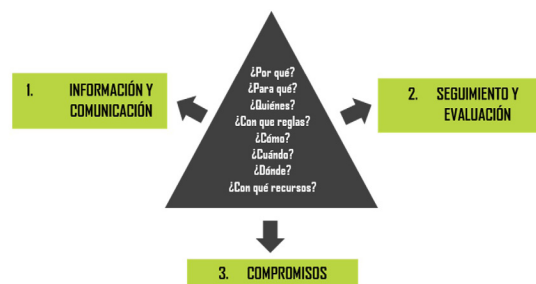 ¿Por qué?
¿Para qué?
¿Quiénes?
¿Con que reglas?
¿Cómo?
¿Cuándo?
¿Dónde?
¿Con qué recursos?
1. INFORMACIÓN Y
COMUNICACIÓN
2. SEGUIMIENTO Y
EVALUACIÓN
3. COMPROMISOS